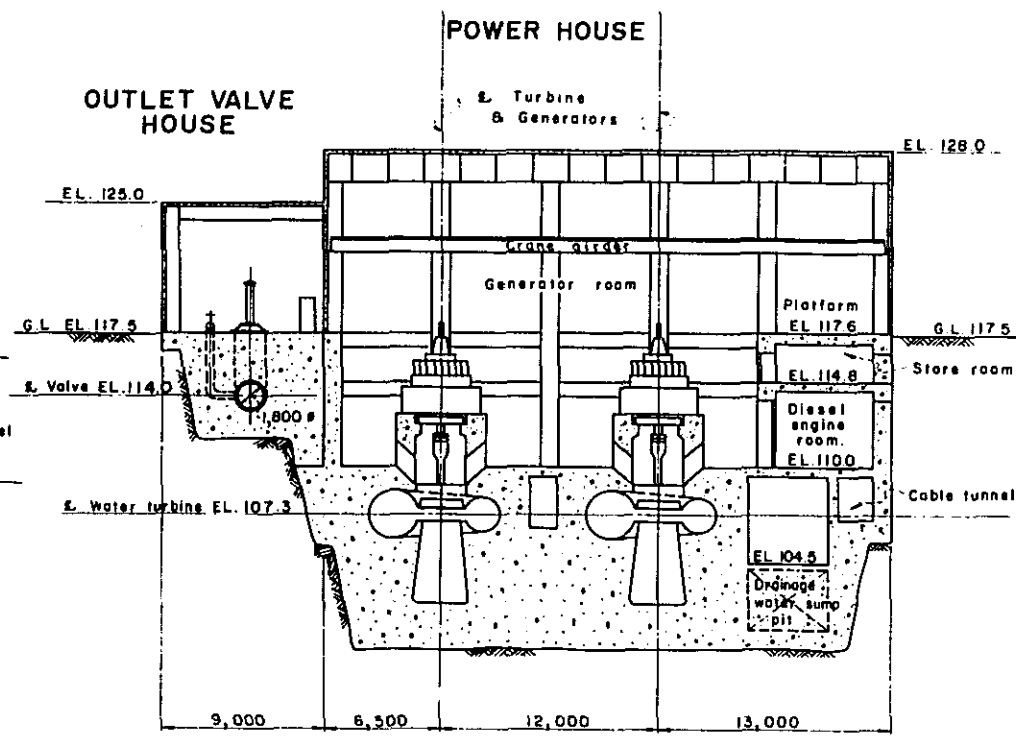 POWER HOUSE
OUTLET VALVE
HOUSE
℄ Turbine
& Generators
EL. 128.0
EL. 125.0
Crane girder
Generator room
Platform
EL 117.6
G.L EL 117.5
G.L 117.5
Store room
EL.114.8
℄ Valve EL.114.0
1,800 ø
Diesel
engine
room.
EL.110.0
Cable tunnel
℄ Water turbine EL. 107.3
EL 104.5
Drainage
water sump
pit
9,000
6,500
12,000
13,000